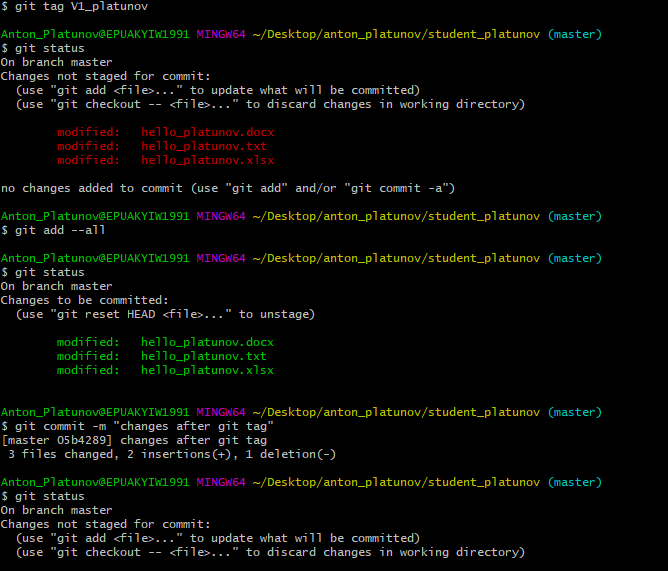 $ git tag V1_platunov
Anton_Platunov@EPUAKYIW1991 MINGW64 ~/Desktop/anton_platunov/student_platunov (master)
$ git status
On branch master
Changes not staged for commit:
  (use "git add <file>..." to update what will be committed)
  (use "git checkout -- <file>..." to discard changes in working directory)
        modified:   hello_platunov.docx
        modified:   hello_platunov.txt
        modified:   hello_platunov.xlsx
no changes added to commit (use "git add" and/or "git commit -a")
Anton_Platunov@EPUAKYIW1991 MINGW64 ~/Desktop/anton_platunov/student_platunov (master)
$ git add --all
Anton_Platunov@EPUAKYIW1991 MINGW64 ~/Desktop/anton_platunov/student_platunov (master)
$ git status
On branch master
Changes to be committed:
  (use "git reset HEAD <file>..." to unstage)
        modified:   hello_platunov.docx
        modified:   hello_platunov.txt
        modified:   hello_platunov.xlsx
Anton_Platunov@EPUAKYIW1991 MINGW64 ~/Desktop/anton_platunov/student_platunov (master)
$ git commit -m "changes after git tag"
[master 05b4289] changes after git tag
 3 files changed, 2 insertions(+), 1 deletion(-)
Anton_Platunov@EPUAKYIW1991 MINGW64 ~/Desktop/anton_platunov/student_platunov (master)
$ git status
On branch master
Changes not staged for commit:
  (use "git add <file>..." to update what will be committed)
  (use "git checkout -- <file>..." to discard changes in working directory)